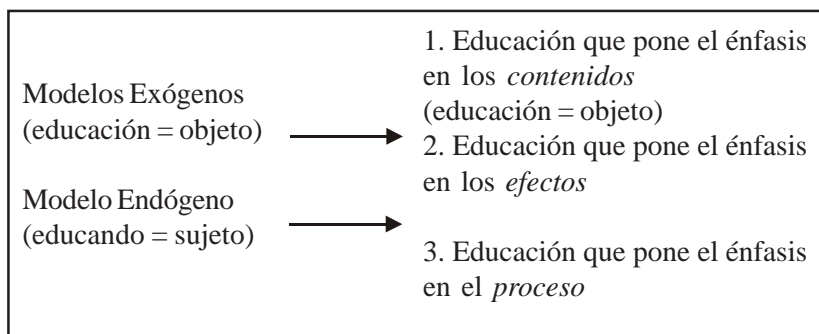 Modelos Exógenos
(educación = objeto)
Modelo Endógeno
(educando = sujeto)
1. Educación que pone el énfasis
en los contenidos
(educación = objeto)
2. Educación que pone el énfasis
en los efectos
3. Educación que pone el énfasis
en el proceso